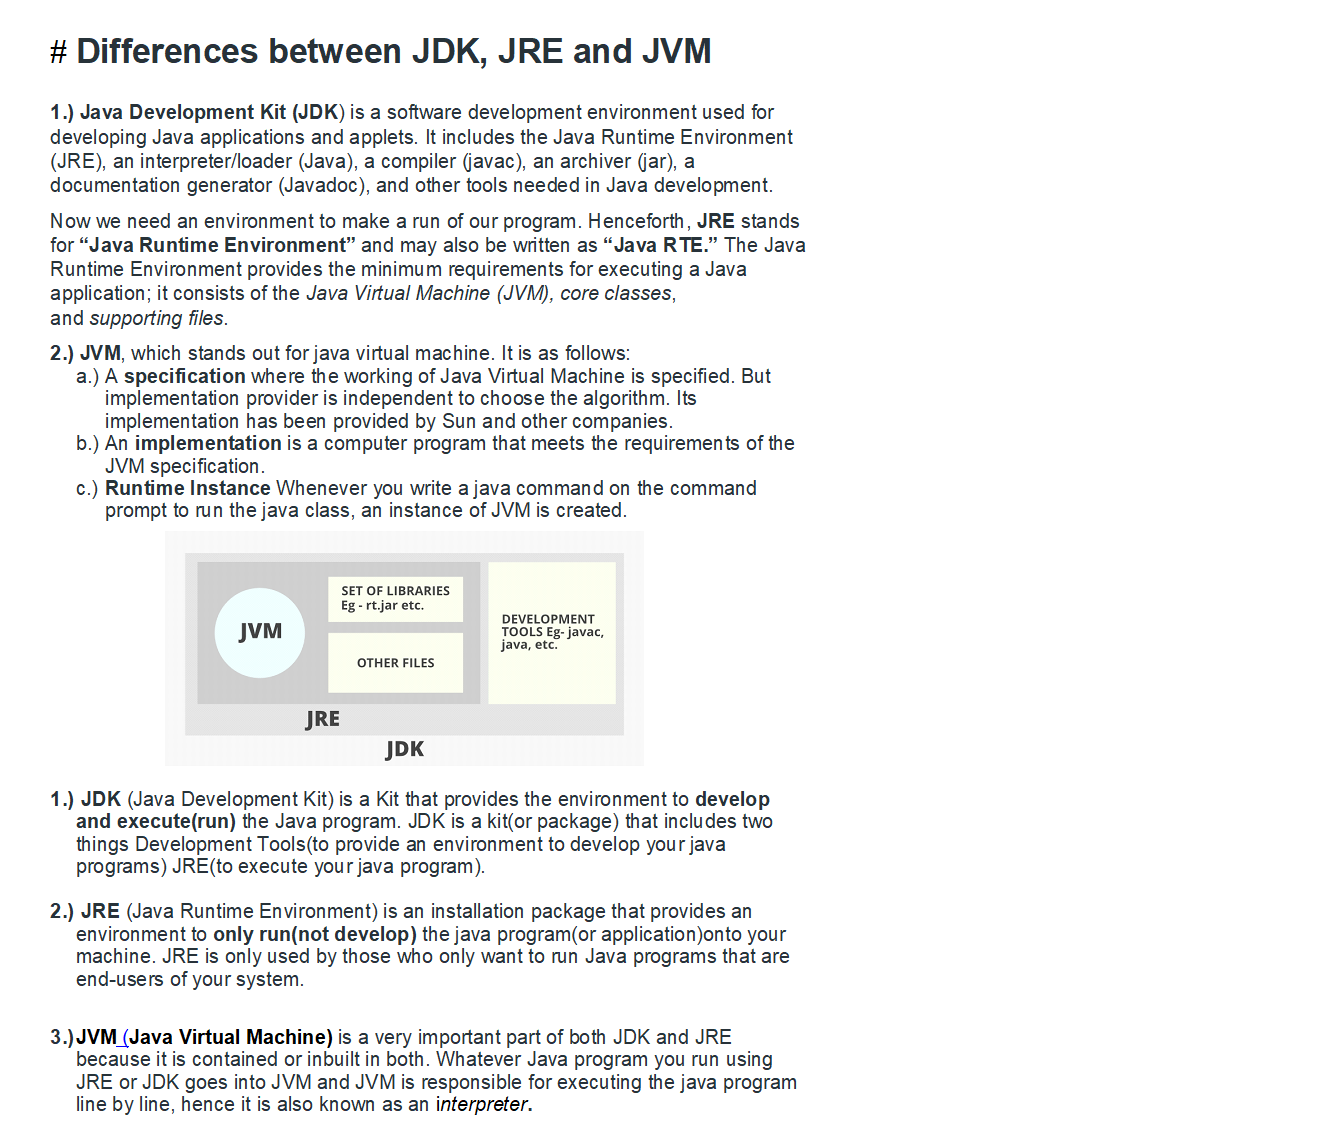 # Differences between JDK, JRE and JVM
1.) Java Development Kit (JDK) is a software development environment used for
developing Java applications and applets. It includes the Java Runtime Environment
(JRE), an interpreter/loader (Java), a compiler (javac), an archiver (jar), a
documentation generator (Javadoc), and other tools needed in Java development.
Now we need an environment to make a run of our program. Henceforth, JRE stands
for “Java Runtime Environment” and may also be written as “Java RTE.” The Java
Runtime Environment provides the minimum requirements for executing a Java
application; it consists of the Java Virtual Machine (JVM), core classes,
and supporting files.
2.) JVM, which stands out for java virtual machine. It is as follows:
a.) A specification where the working of Java Virtual Machine is specified. But
implementation provider is independent to choose the algorithm. Its
implementation has been provided by Sun and other companies.
b.) An implementation is a computer program that meets the requirements of the
JVM specification.
c.) Runtime Instance Whenever you write a java command on the command
prompt to run the java class, an instance of JVM is created.
JVM
SET OF LIBRARIES
Eg - rt.jar etc.
OTHER FILES
DEVELOPMENT
TOOLS Eg- javac,
java, etc.
JRE
JDK
1.) JDK (Java Development Kit) is a Kit that provides the environment to develop
and execute(run) the Java program. JDK is a kit(or package) that includes two
things Development Tools(to provide an environment to develop your java
programs) JRE(to execute your java program).
2.) JRE (Java Runtime Environment) is an installation package that provides an
environment to only run(not develop) the java program(or application)onto your
machine. JRE is only used by those who only want to run Java programs that are
end-users of your system.
3.)JVM (Java Virtual Machine) is a very important part of both JDK and JRE
because it is contained or inbuilt in both. Whatever Java program you run using
JRE or JDK goes into JVM and JVM is responsible for executing the java program
line by line, hence it is also known as an interpreter.